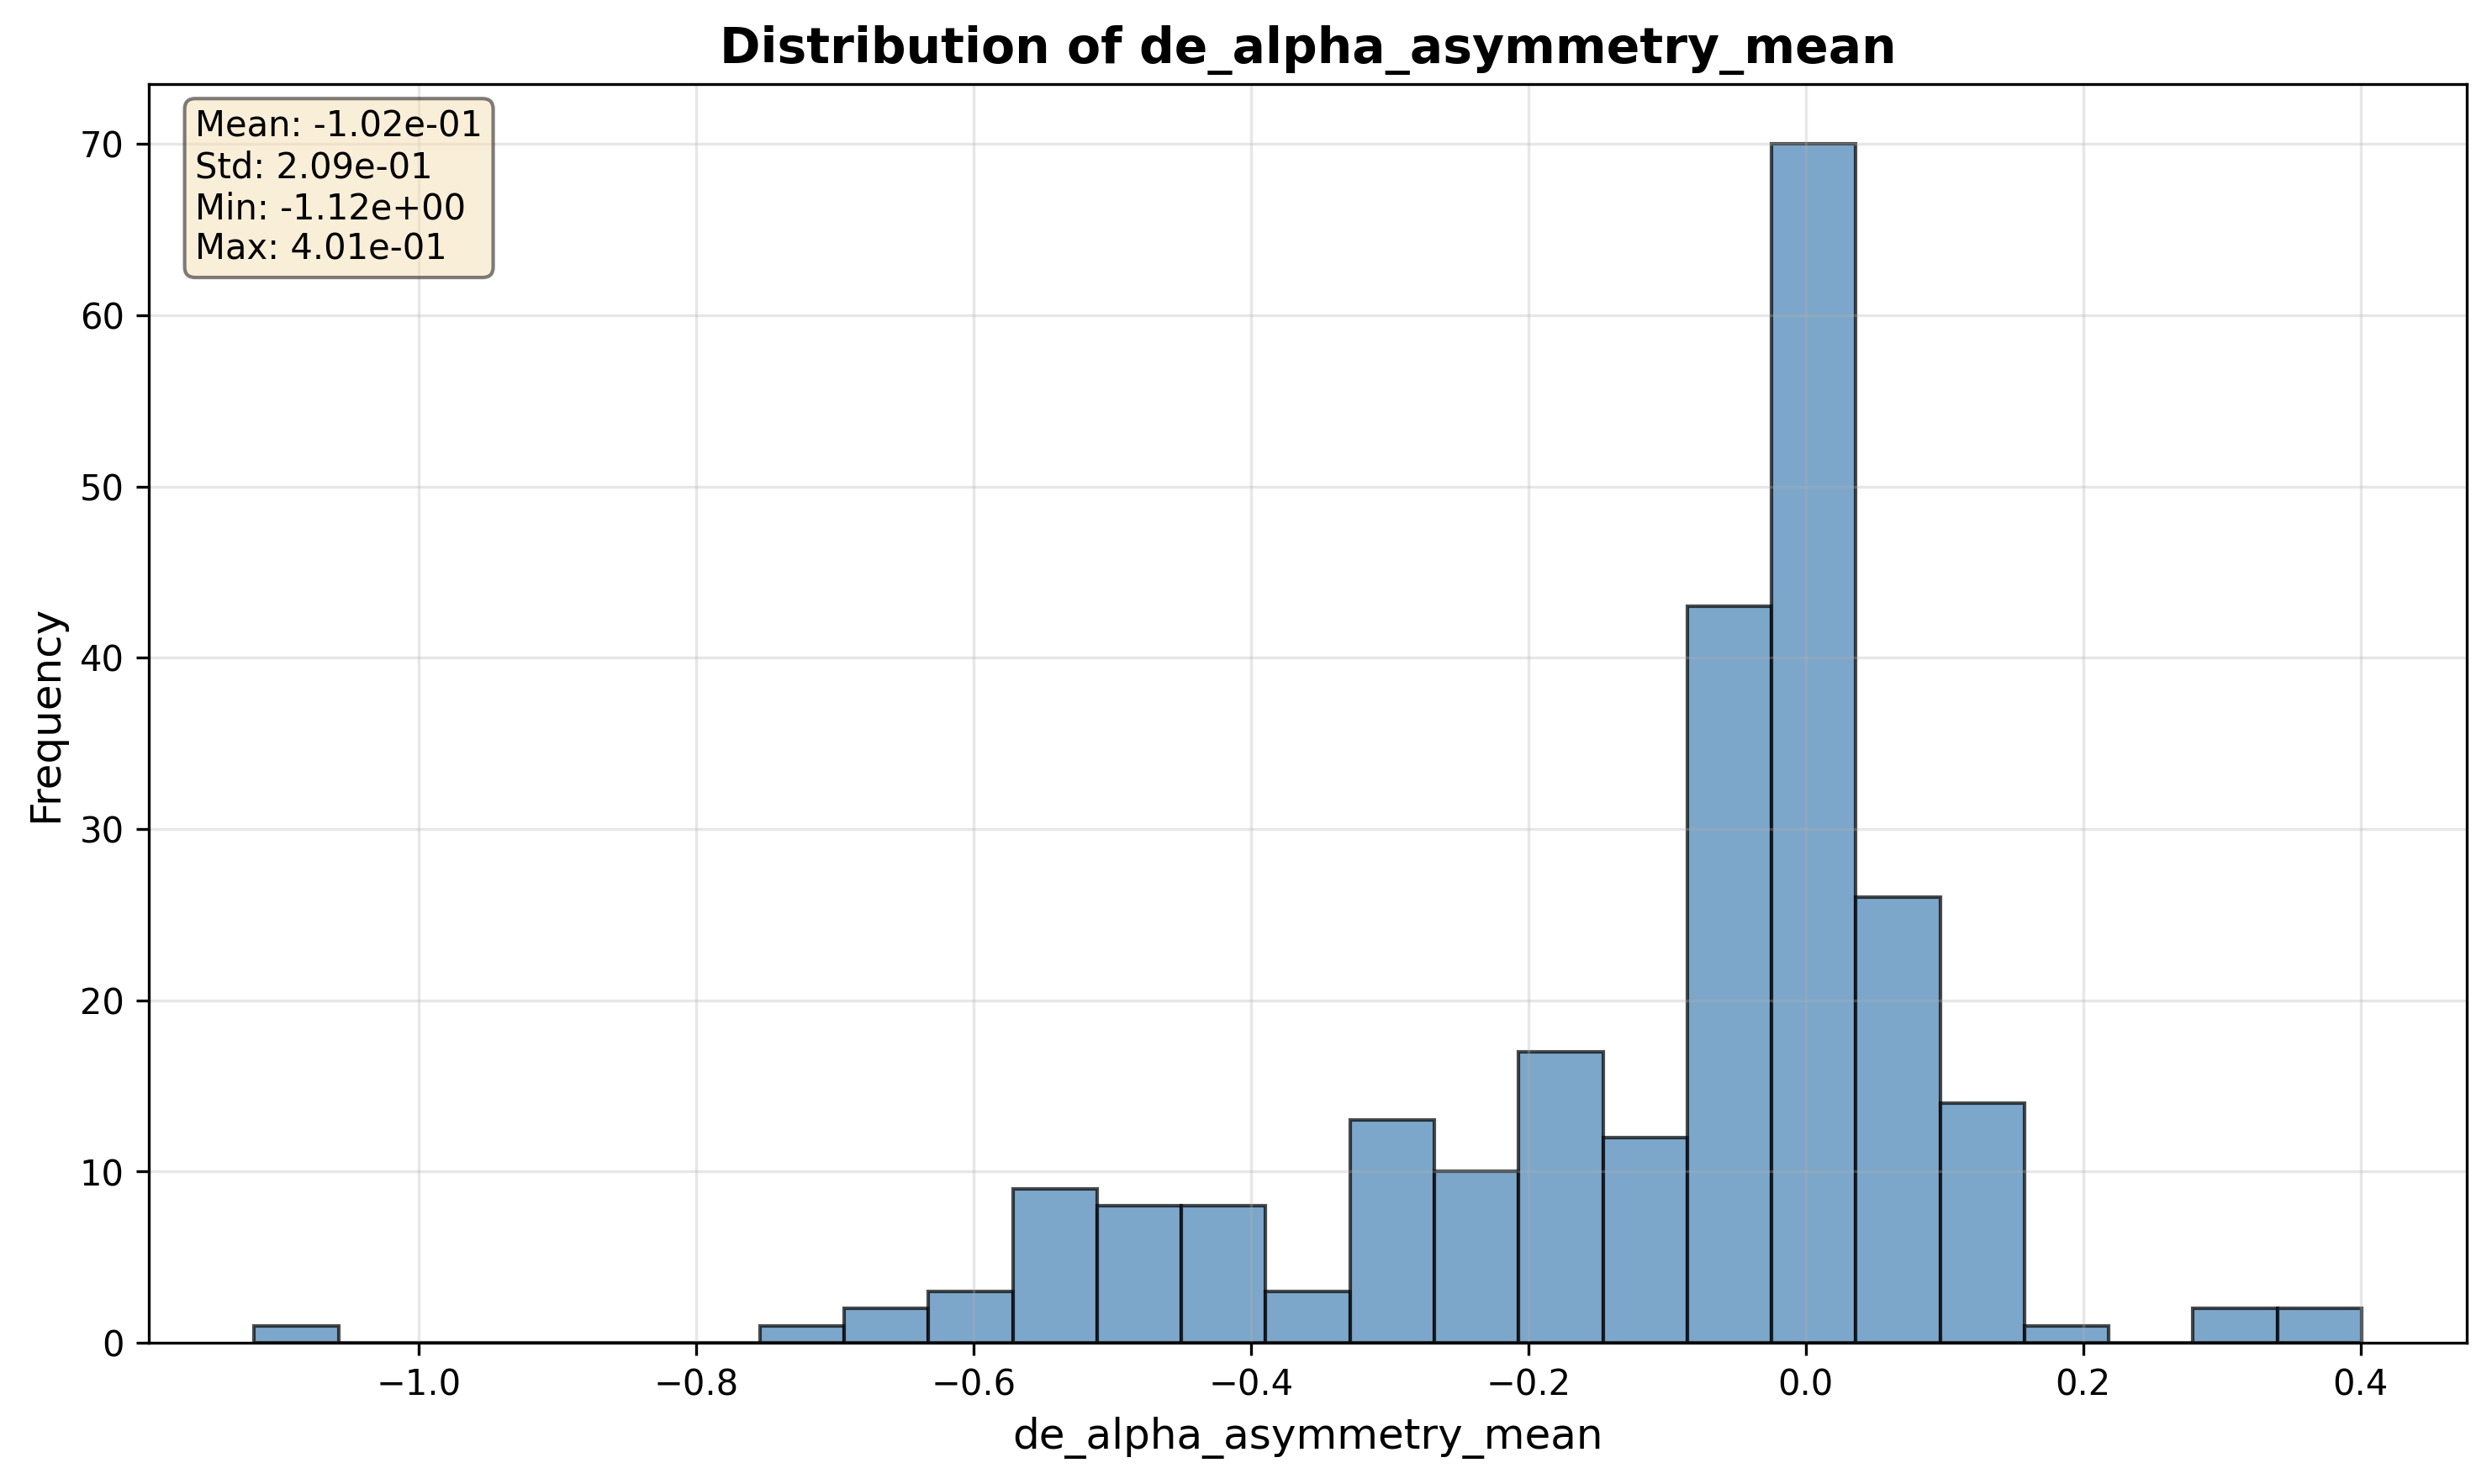 Distribution of de_alpha_asymmetry_mean
Mean: -1.02e-01
Std: 2.09e-01
Min: -1.12e+00
Max: 4.01e-01
Frequency
70
60
50
40
30
20
10
0
−1.0 −0.8 −0.6 −0.4 −0.2 0.0 0.2 0.4
de_alpha_asymmetry_mean